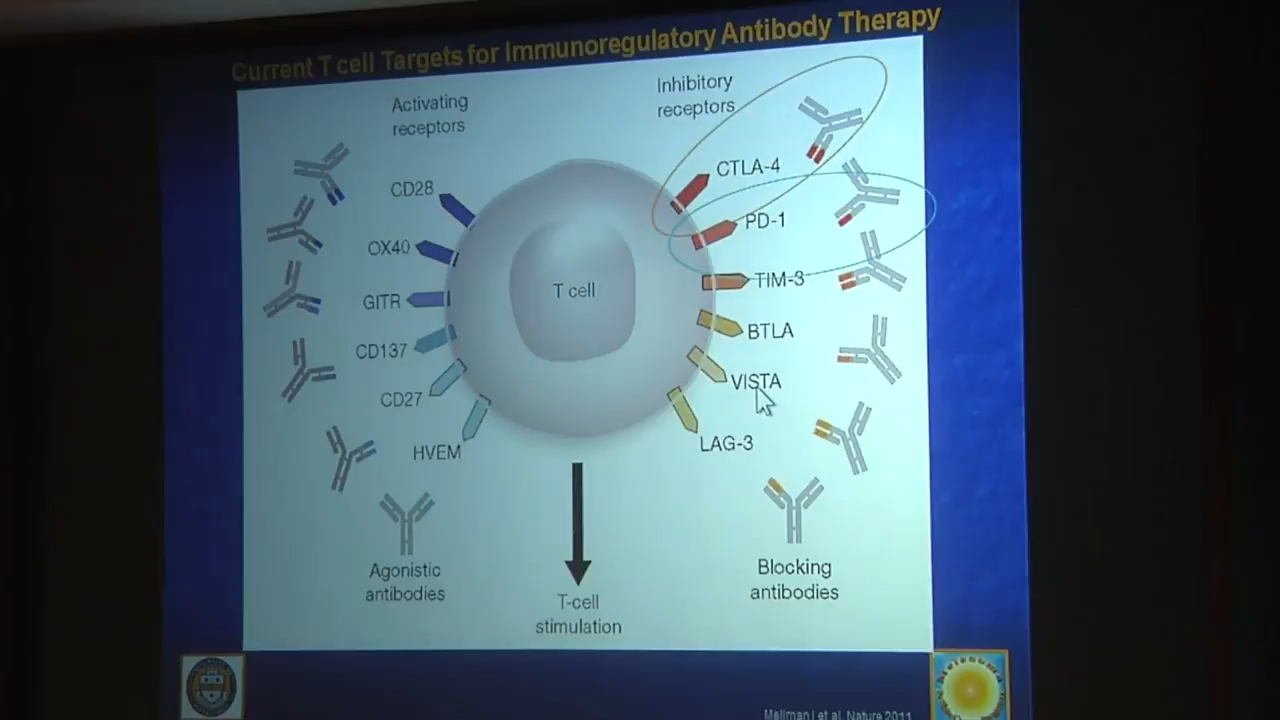 Current T cell Targets for Immunoregulatory Antibody Therapy
Activating
receptors
Inhibitory
receptors
CD28
OX40
GITR
CD137
CD27
HVEM
T cell
CTLA-4
PD-1
TIM-3
BTLA
VISTA
LAG-3
Agonistic
antibodies
T-cell
stimulation
Blocking
antibodies
Mellman I et al. Nature 2011